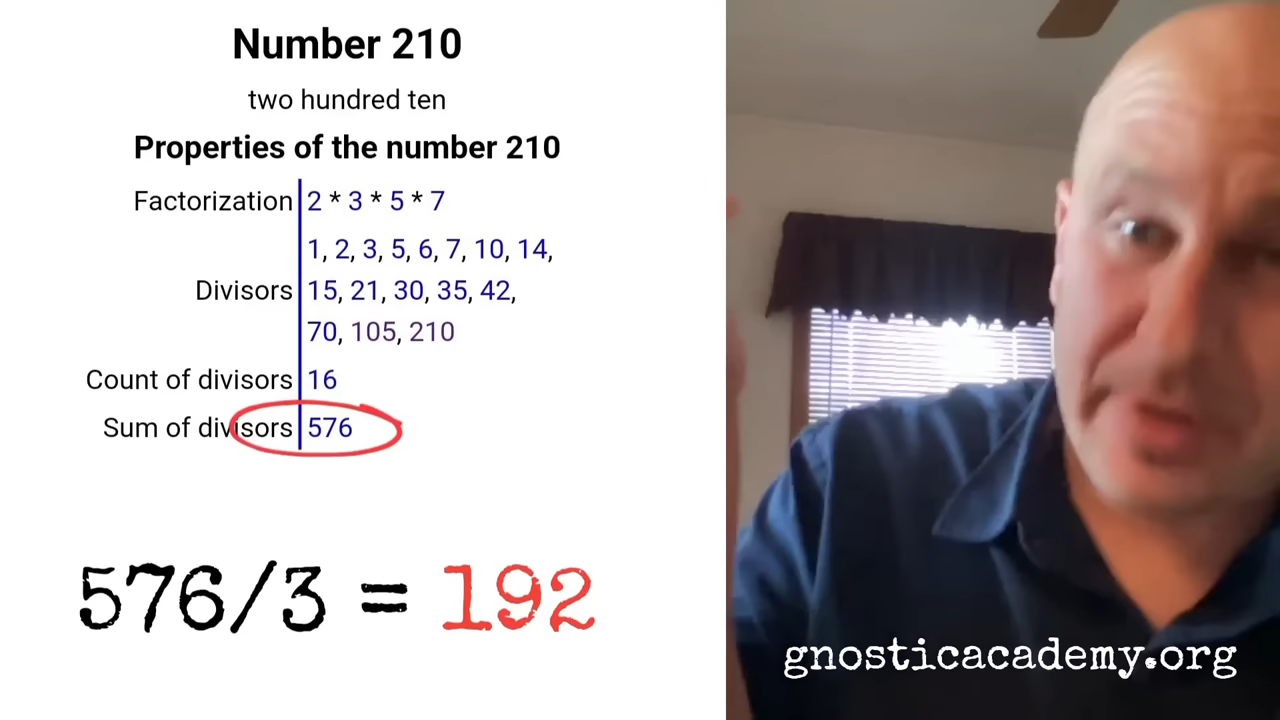 Number 210
two hundred ten
Properties of the number 210
Factorization 2 * 3 * 5 * 7
Divisors 1, 2, 3, 5, 6, 7, 10, 14,
15, 21, 30, 35, 42,
70, 105, 210
Count of divisors 16
Sum of divisors 576
576/3 = 192
gnosticacademy.org